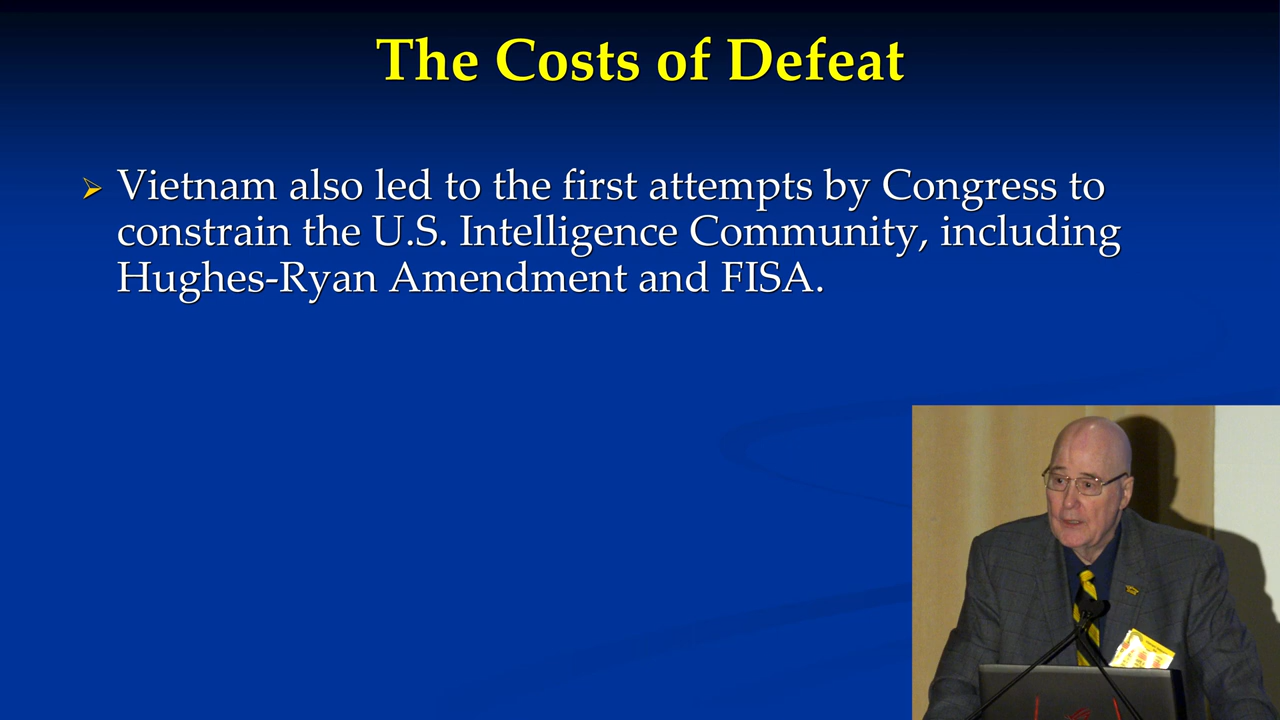 The Costs of Defeat
Vietnam also led to the first attempts by Congress to
constrain the U.S. Intelligence Community, including
Hughes-Ryan Amendment and FISA.